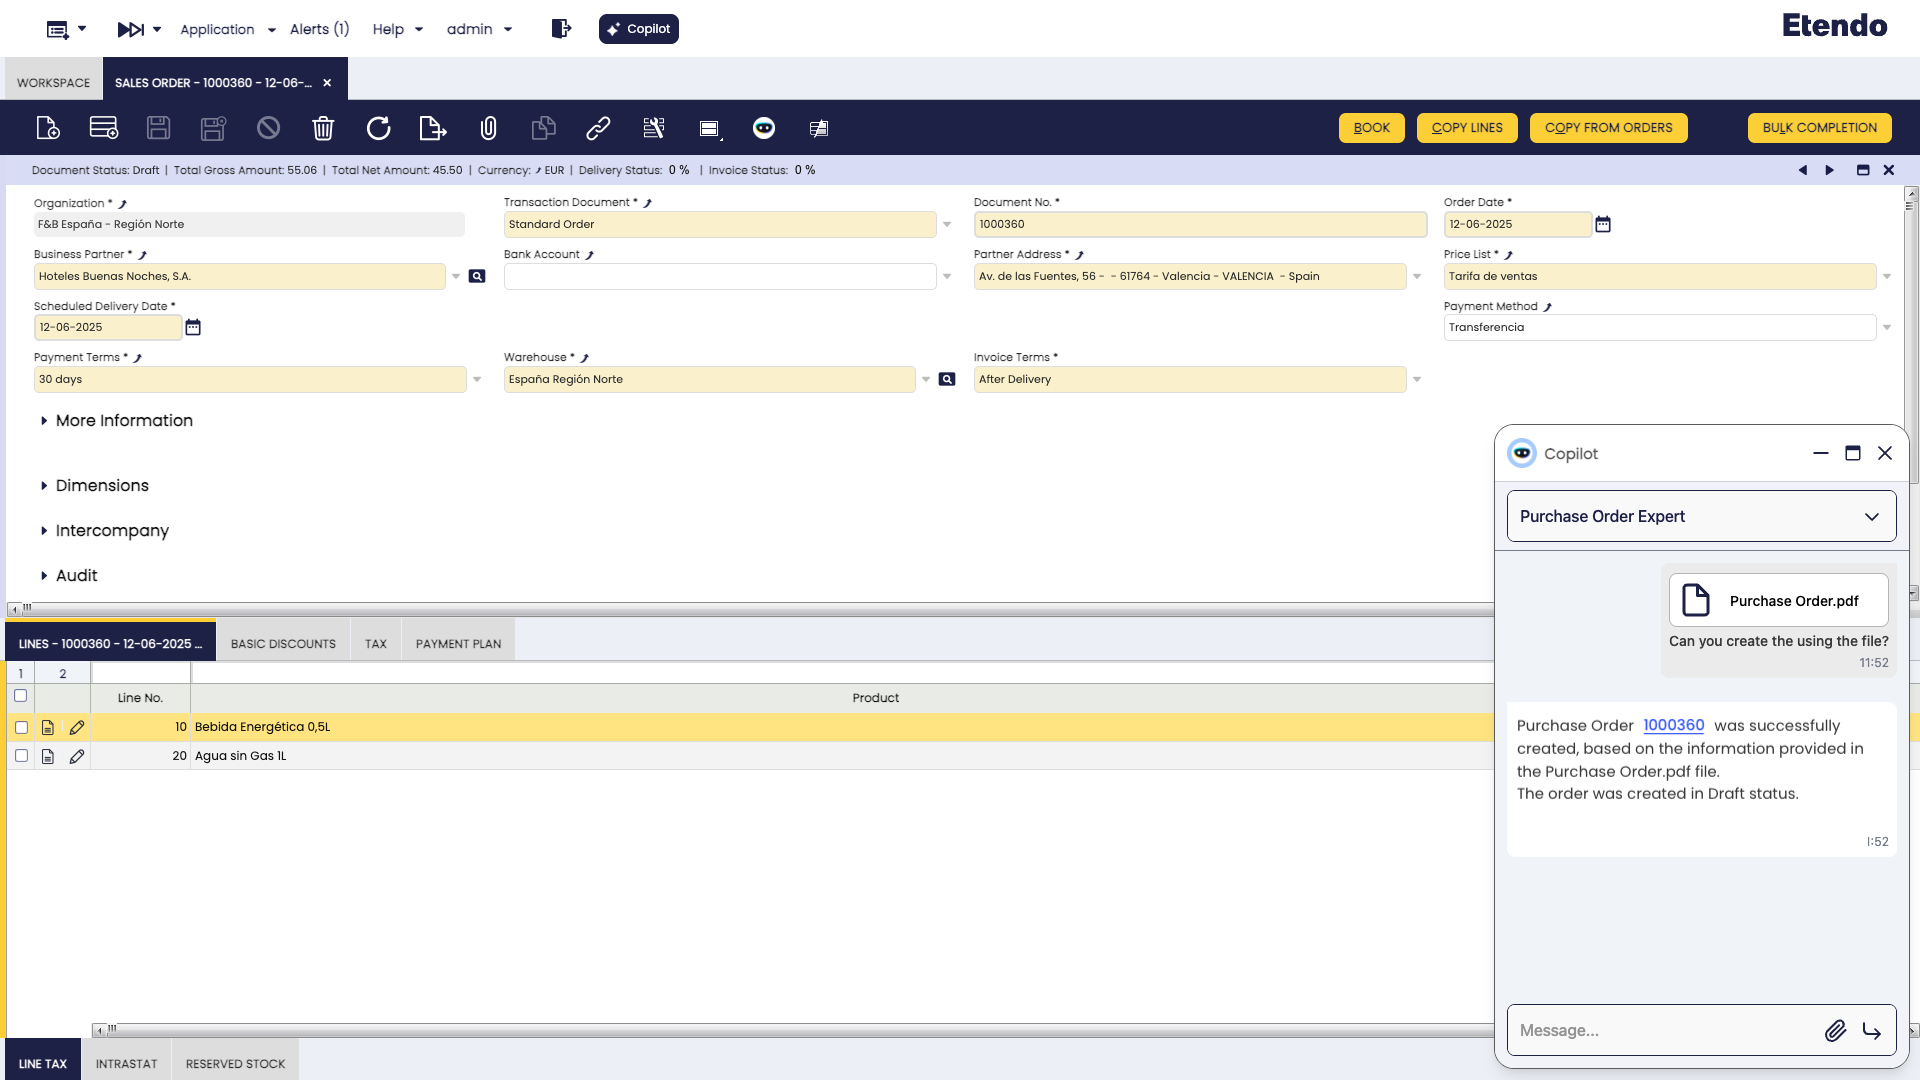 Application
Alerts (1)
Help
admin
Copilot
Etendo
WORKSPACE
SALES ORDER - 1000360 - 12-06-...
BOOK
COPY LINES
COPY FROM ORDERS
BULK COMPLETION
Document Status: Draft | Total Gross Amount: 55.06 | Total Net Amount: 45.50 | Currency: EUR | Delivery Status: 0 % | Invoice Status: 0 %
Organization *
F&B España - Región Norte
Transaction Document *
Standard Order
Document No. *
1000360
Order Date *
12-06-2025
Business Partner *
Hoteles Buenas Noches, S.A.
Bank Account
Partner Address *
Av. de las Fuentes, 56 - - 61764 - Valencia - VALENCIA - Spain
Price List *
Tarifa de ventas
Scheduled Delivery Date *
12-06-2025
Payment Method
Transferencia
Payment Terms *
30 days
Warehouse *
España Región Norte
Invoice Terms *
After Delivery
More Information
Dimensions
Intercompany
Audit
LINES - 1000360 - 12-06-2025 ...
BASIC DISCOUNTS
TAX
PAYMENT PLAN
1 2
Line No. Product
10 Bebida Energética 0,5L
20 Agua sin Gas 1L
LINE TAX
INTRASTAT
RESERVED STOCK
Copilot
Purchase Order Expert
Purchase Order.pdf
Can you create the using the file?
11:52
Purchase Order 1000360 was successfully
created, based on the information provided in
the Purchase Order.pdf file.
The order was created in Draft status.
1:52
Message...